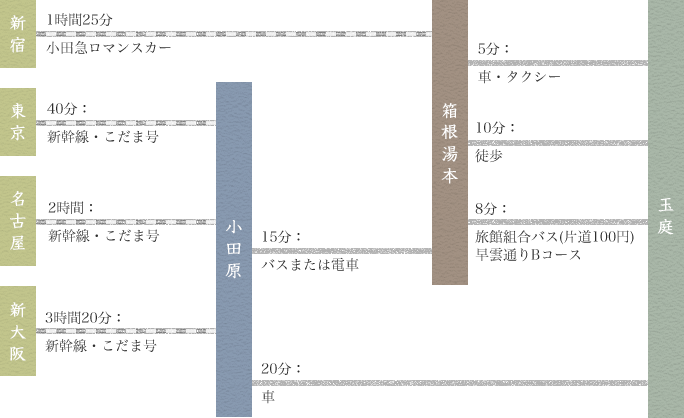 新宿
1時間25分
小田急ロマンスカー
東京
40分：
新幹線・こだま号
名古屋
2時間：
新幹線・こだま号
新大阪
3時間20分：
新幹線・こだま号
小田原
15分：
バスまたは電車
20分：
車
箱根湯本
5分：
車・タクシー
10分：
徒歩
8分：
旅館組合バス(片道100円)
早雲通りBコース
玉庭